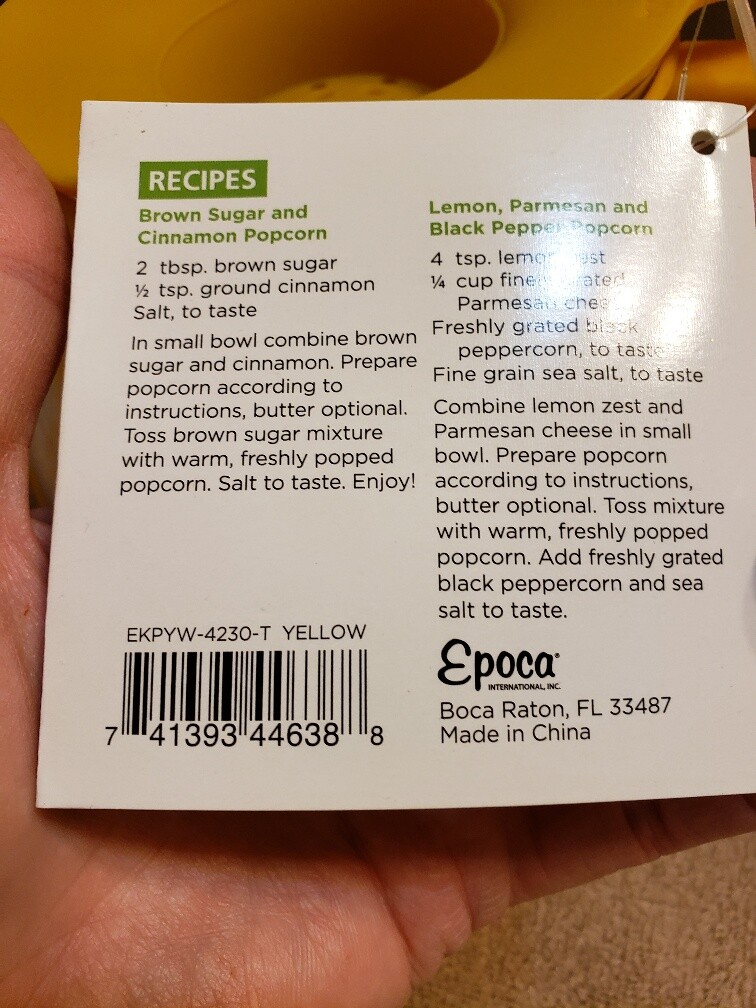 RECIPES
Brown Sugar and
Cinnamon Popcorn
2 tbsp. brown sugar
½ tsp. ground cinnamon
Salt, to taste
In small bowl combine brown
sugar and cinnamon. Prepare
popcorn according to
instructions, butter optional.
Toss brown sugar mixture
with warm, freshly popped
popcorn. Salt to taste. Enjoy!
Lemon, Parmesan and
Black Pepper Popcorn
4 tsp. lemon zest
¼ cup finely grated
Parmesan cheese
Freshly grated black
peppercorn, to taste
Fine grain sea salt, to taste
Combine lemon zest and
Parmesan cheese in small
bowl. Prepare popcorn
according to instructions,
butter optional. Toss mixture
with warm, freshly popped
popcorn. Add freshly grated
black peppercorn and sea
salt to taste.
EKPYW-4230-T YELLOW
7 41393 44638 8
Epoca®
INTERNATIONAL, INC.
Boca Raton, FL 33487
Made in China